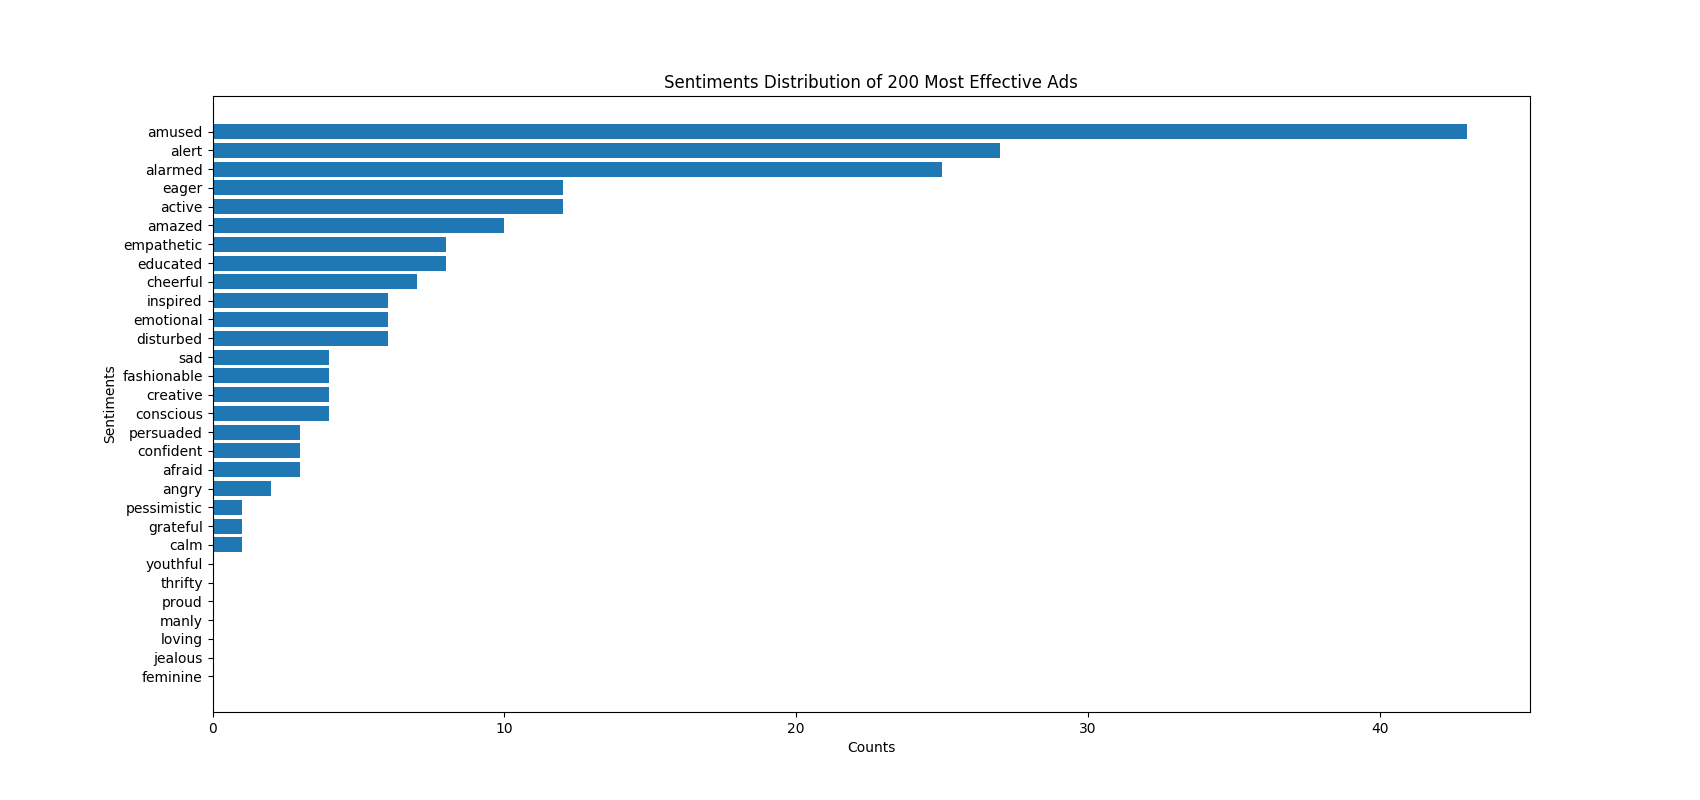 Sentiments Distribution of 200 Most Effective Ads
Sentiments
amused
alert
alarmed
eager
active
amazed
empathetic
educated
cheerful
inspired
emotional
disturbed
sad
fashionable
creative
conscious
persuaded
confident
afraid
angry
pessimistic
grateful
calm
youthful
thrifty
proud
manly
loving
jealous
feminine
0 10 20 30 40
Counts